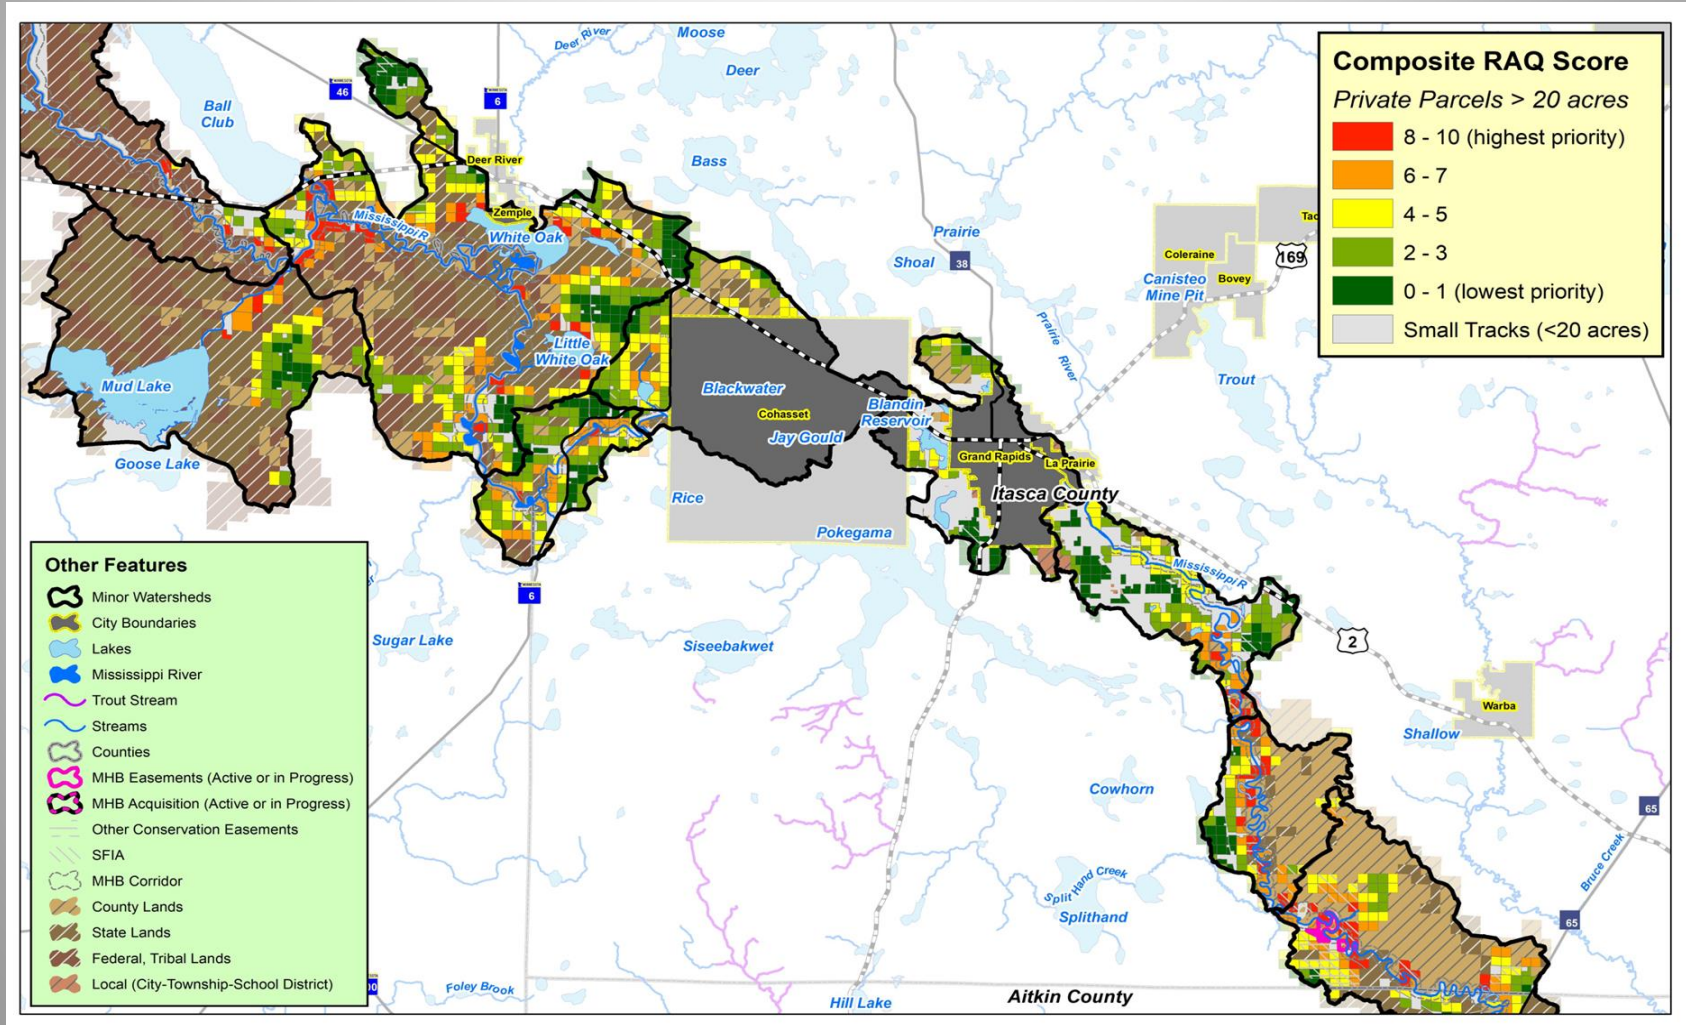 Composite RAQ Score
Private Parcels > 20 acres
8 - 10 (highest priority)
6 - 7
4 - 5
2 - 3
0 - 1 (lowest priority)
Small Tracks (<20 acres)
Deer River
Moose
Deer
46
6
Ball
Club
Deer River
Bass
Zemple
Mississippi R
White Oak
Prairie
Shoal
38
Tac
169
Coleraine
Bovey
Canisteo
Mine Pit
Prairie River
Little
White Oak
Mud Lake
Trout
Blackwater
Cohasset
Blandin
Reservoir
Jay Gould
Grand Rapids
La Prairie
Goose Lake
Rice
Itasca County
Pokegama
Mississippi R
6
Sugar Lake
Siseebakwet
2
Warba
Shallow
Cowhorn
65
Bruce Creek
Split Hand Creek
Splithand
65
Foley Brook
Hill Lake
Aitkin County
Other Features
Minor Watersheds
City Boundaries
Lakes
Mississippi River
Trout Stream
Streams
Counties
MHB Easements (Active or in Progress)
MHB Acquisition (Active or in Progress)
Other Conservation Easements
SFIA
MHB Corridor
County Lands
State Lands
Federal, Tribal Lands
Local (City-Township-School District)